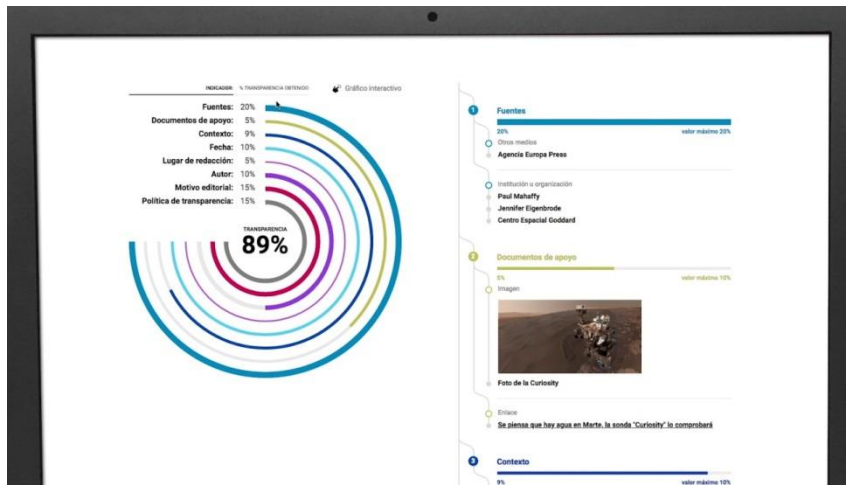 INDICADOR: % TRANSPARENCIA OBTENIDO Gráfico interactivo
Fuentes: 20%
Documentos de apoyo: 5%
Contexto: 9%
Fecha: 10%
Lugar de redacción: 5%
Autor: 10%
Motivo editorial: 15%
Política de transparencia: 15%
TRANSPARENCIA
89%
1 Fuentes
20% valor máximo 20%
Otros medios
Agencia Europa Press
Institución u organización
Paul Mahaffy
Jennifer Eigenbrode
Centro Espacial Goddard
2 Documentos de apoyo
5% valor máximo 10%
Imagen
Foto de la Curiosity
Enlace
Se piensa que hay agua en Marte, la sonda "Curiosity" lo comprobará
3 Contexto
9% valor máximo 10%